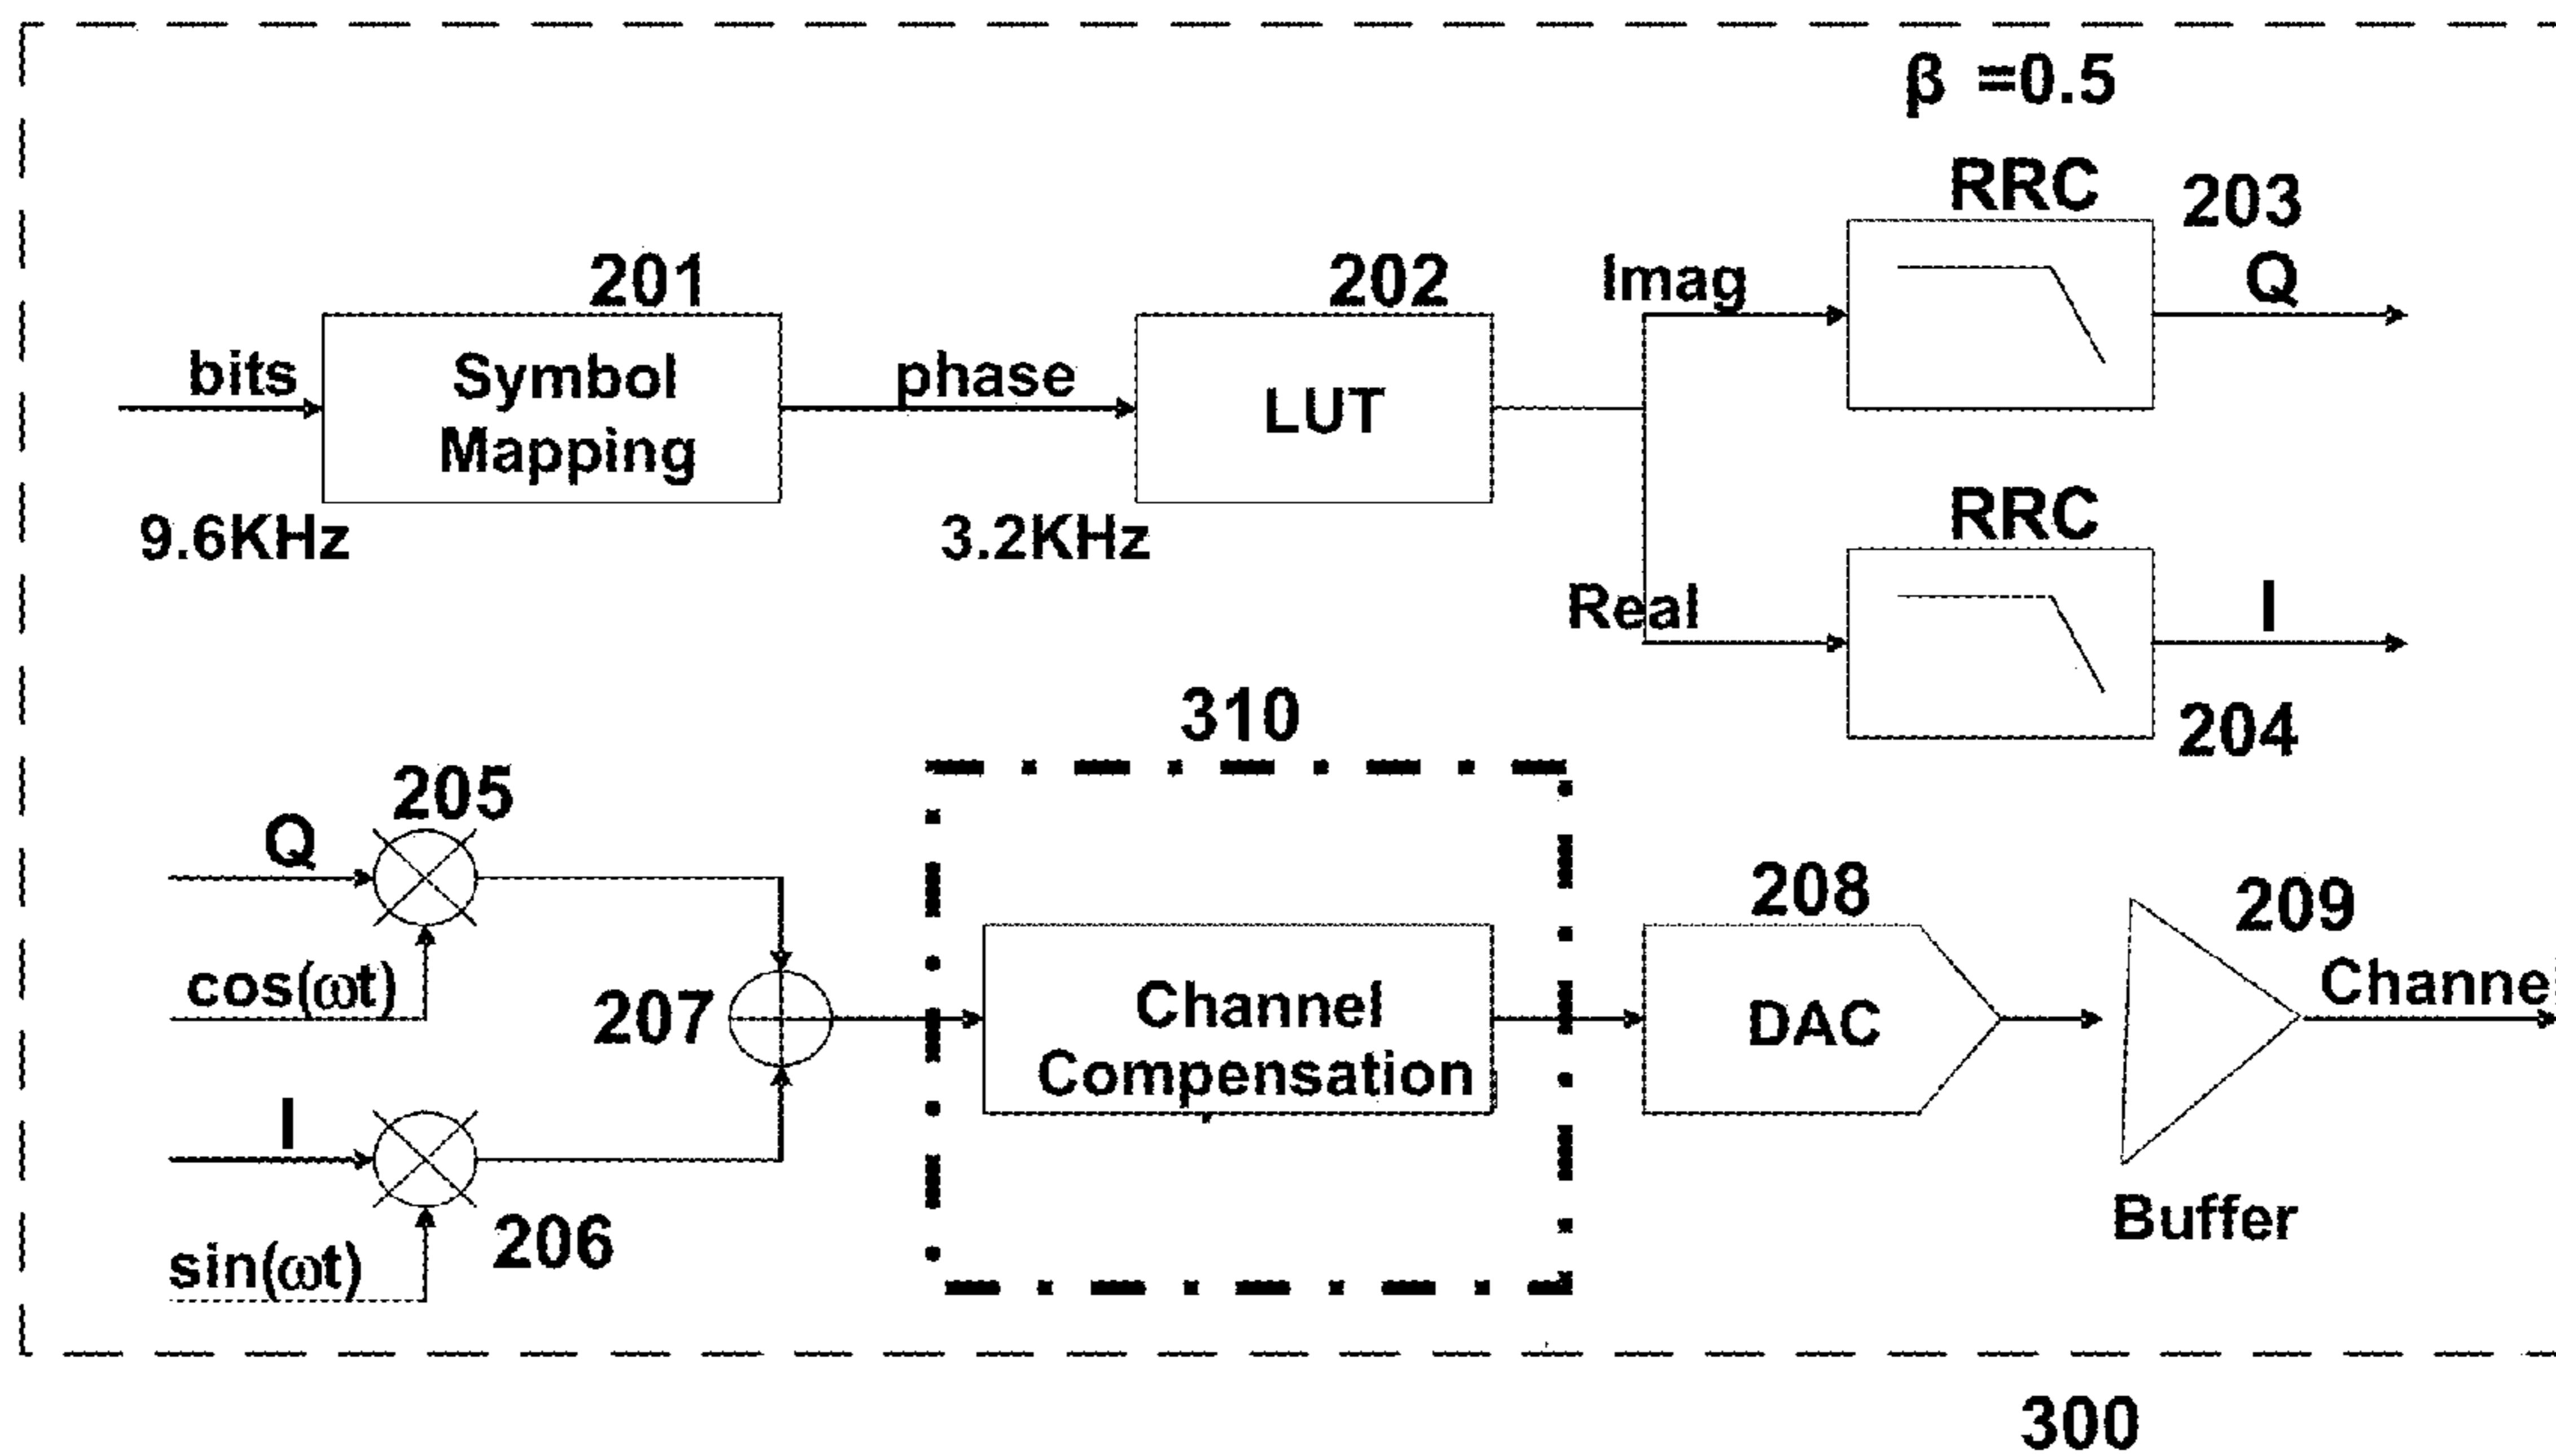 β =0.5
RRC
203
201
202
Imag
Q
bits
Symbol
Mapping
phase
LUT
9.6KHz
3.2KHz
RRC
Real
I
204
310
205
Q
cos(ωt)
207
Channel
Compensation
208
DAC
209
Channel
I
206
sin(ωt)
Buffer
300